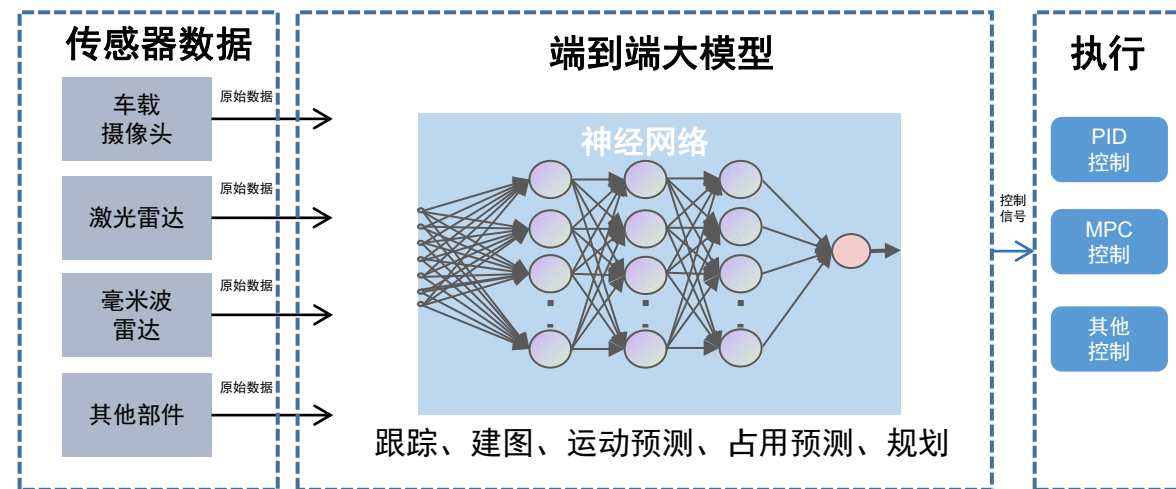 传感器数据
车载
摄像头
原始数据
激光雷达
原始数据
毫米波
雷达
原始数据
其他部件
原始数据
端到端大模型
神经网络
跟踪、建图、运动预测、占用预测、规划
控制
信号
执行
PID
控制
MPC
控制
其他
控制